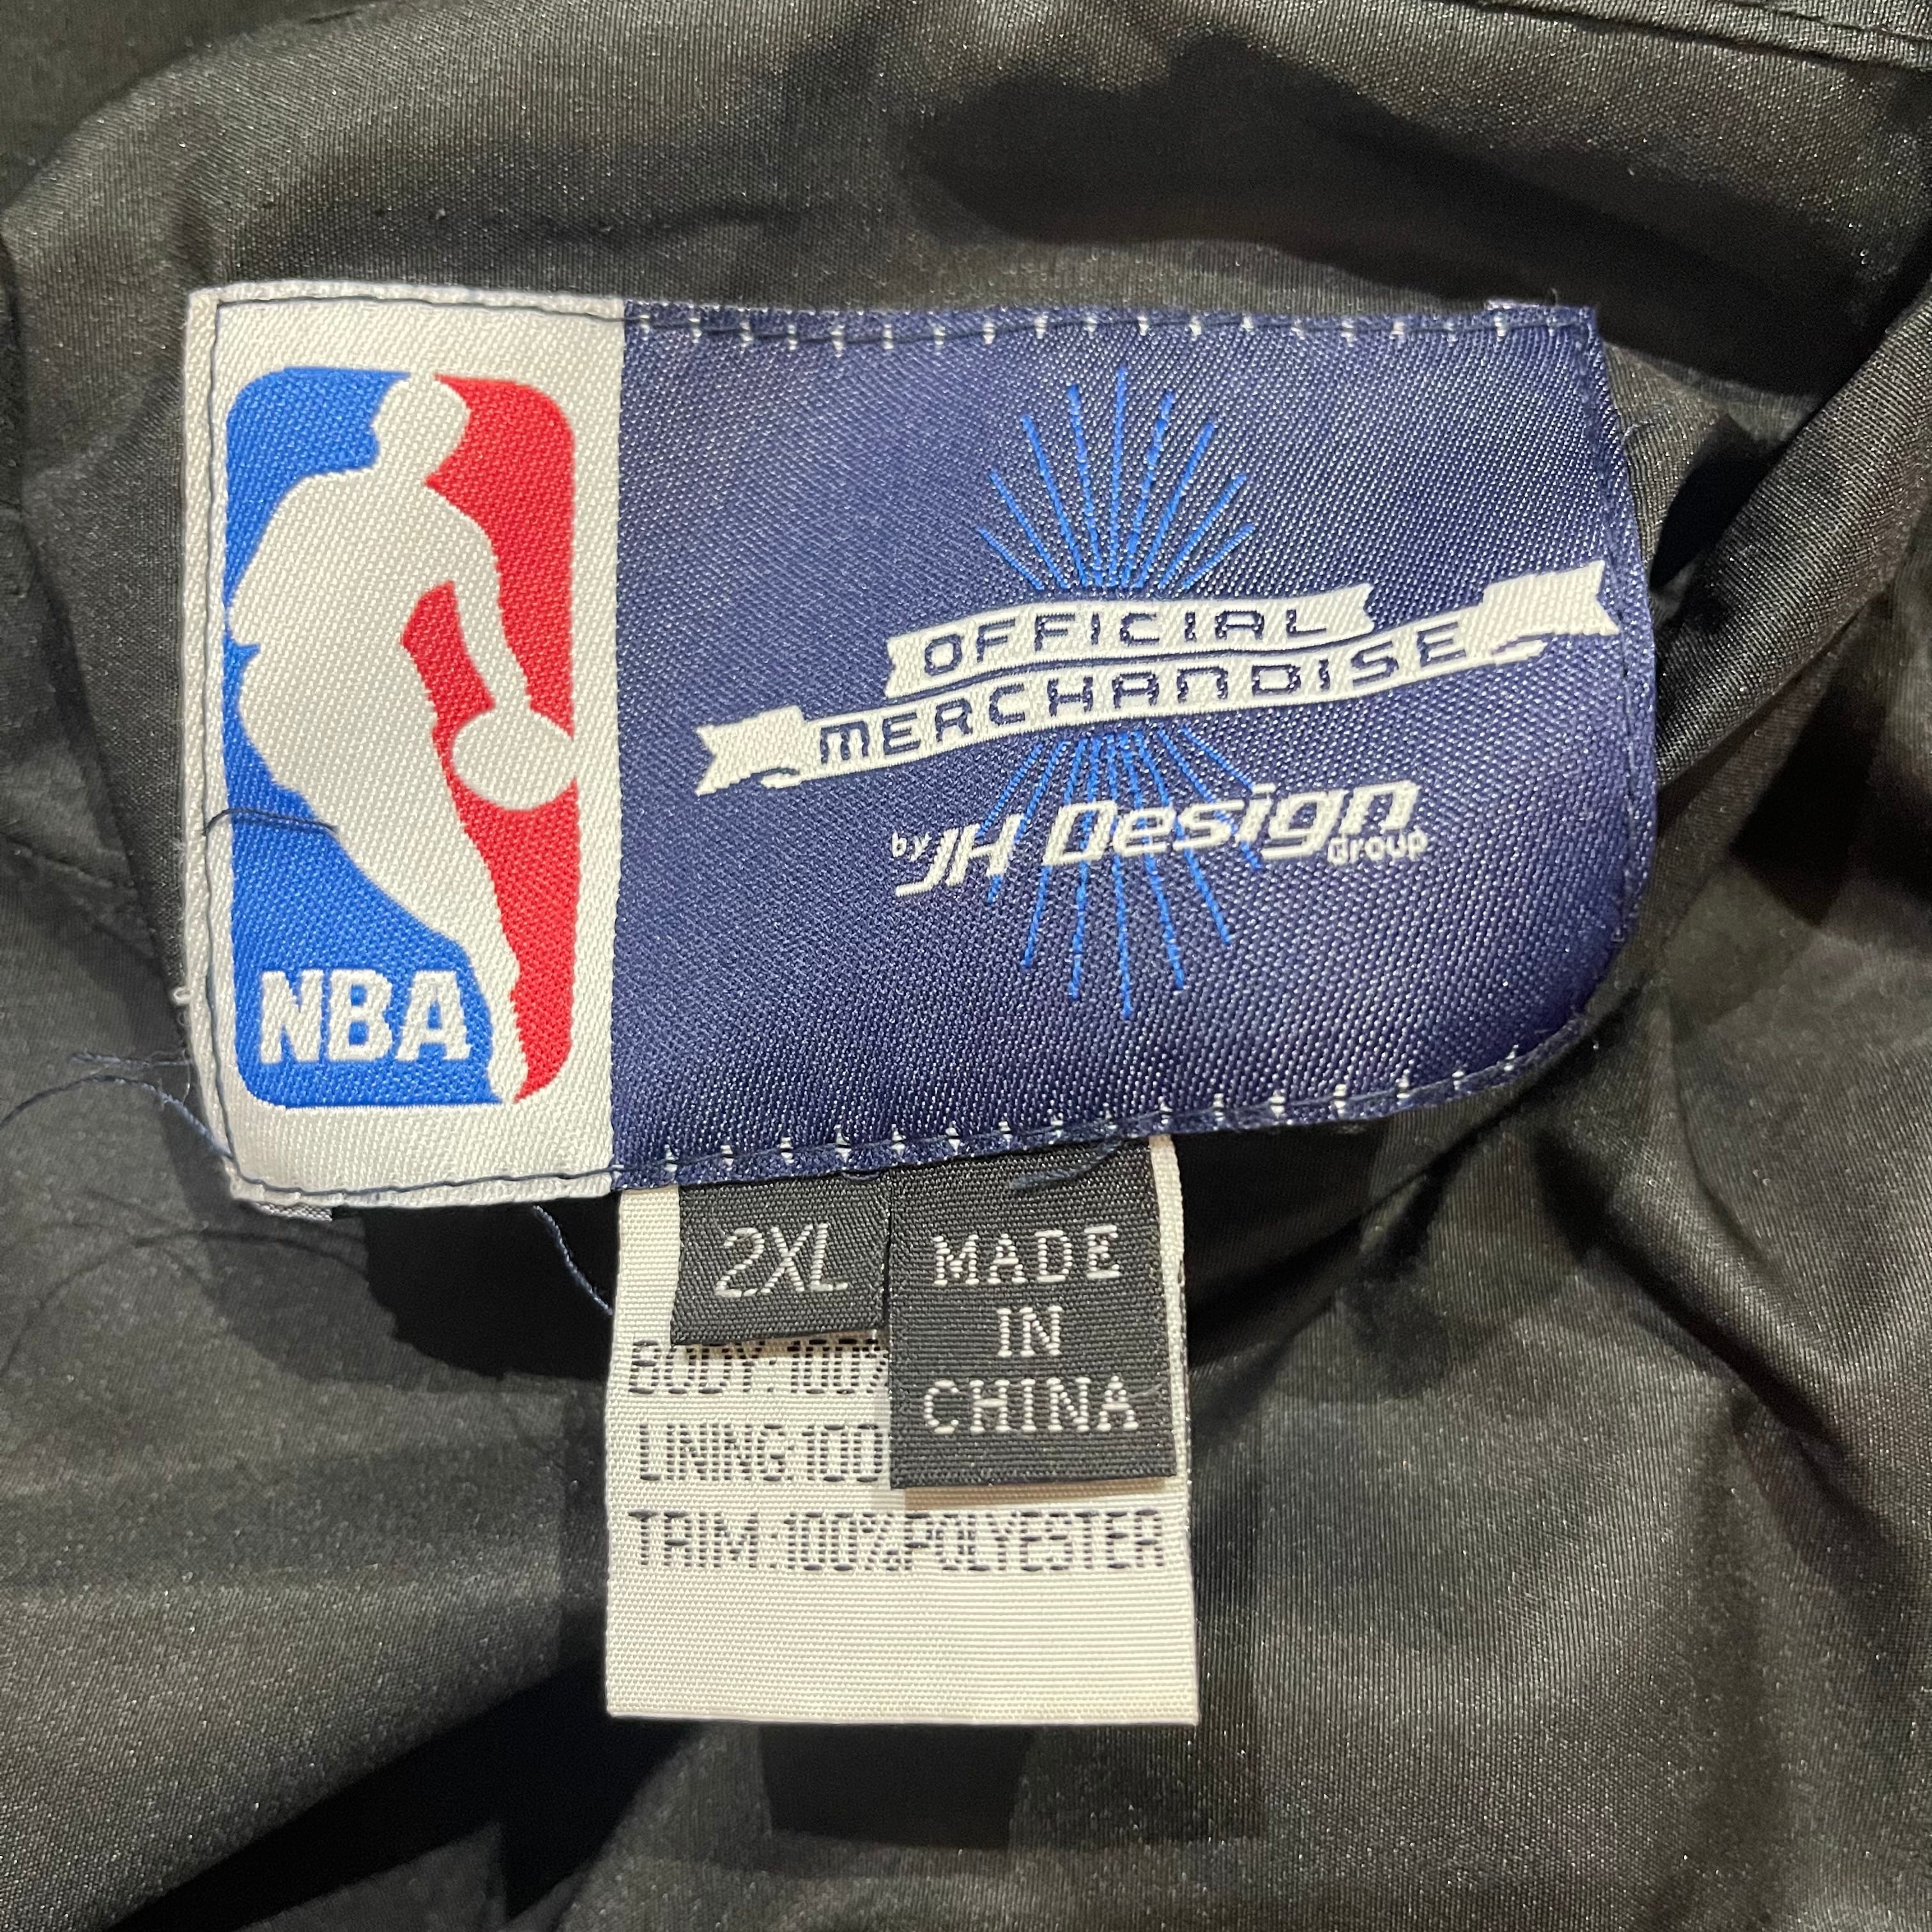 NBA
OFFICIAL
MERCHANDISE
by JH Design
Group
2XL
MADE
IN
CHINA
BODY: 100%
LINING:100
TRIM:100%POLYESTER